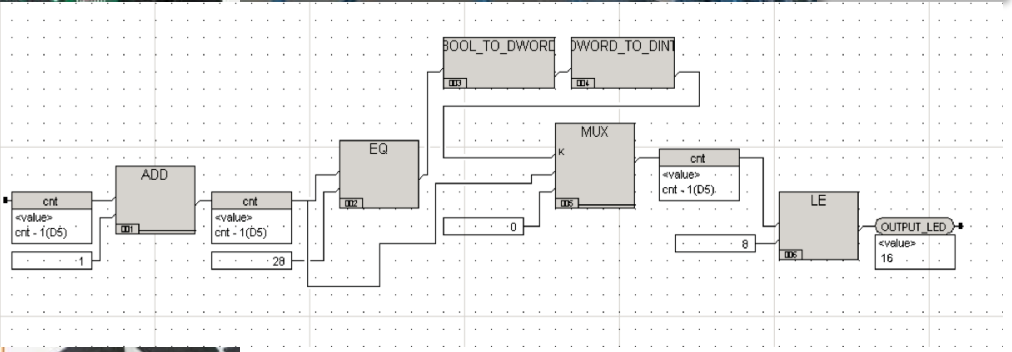 BOOL_TO_DWORD
DWORD_TO_DINT
003
004
MUX
EQ
K
cnt
<value>
cnt - 1(D5)
ADD
LE
cnt
<value>
cnt - 1(D5)
001
cnt
<value>
cnt - 1(D5)
002
005
0
OUTPUT_LED
<value>
16
1
28
8
006